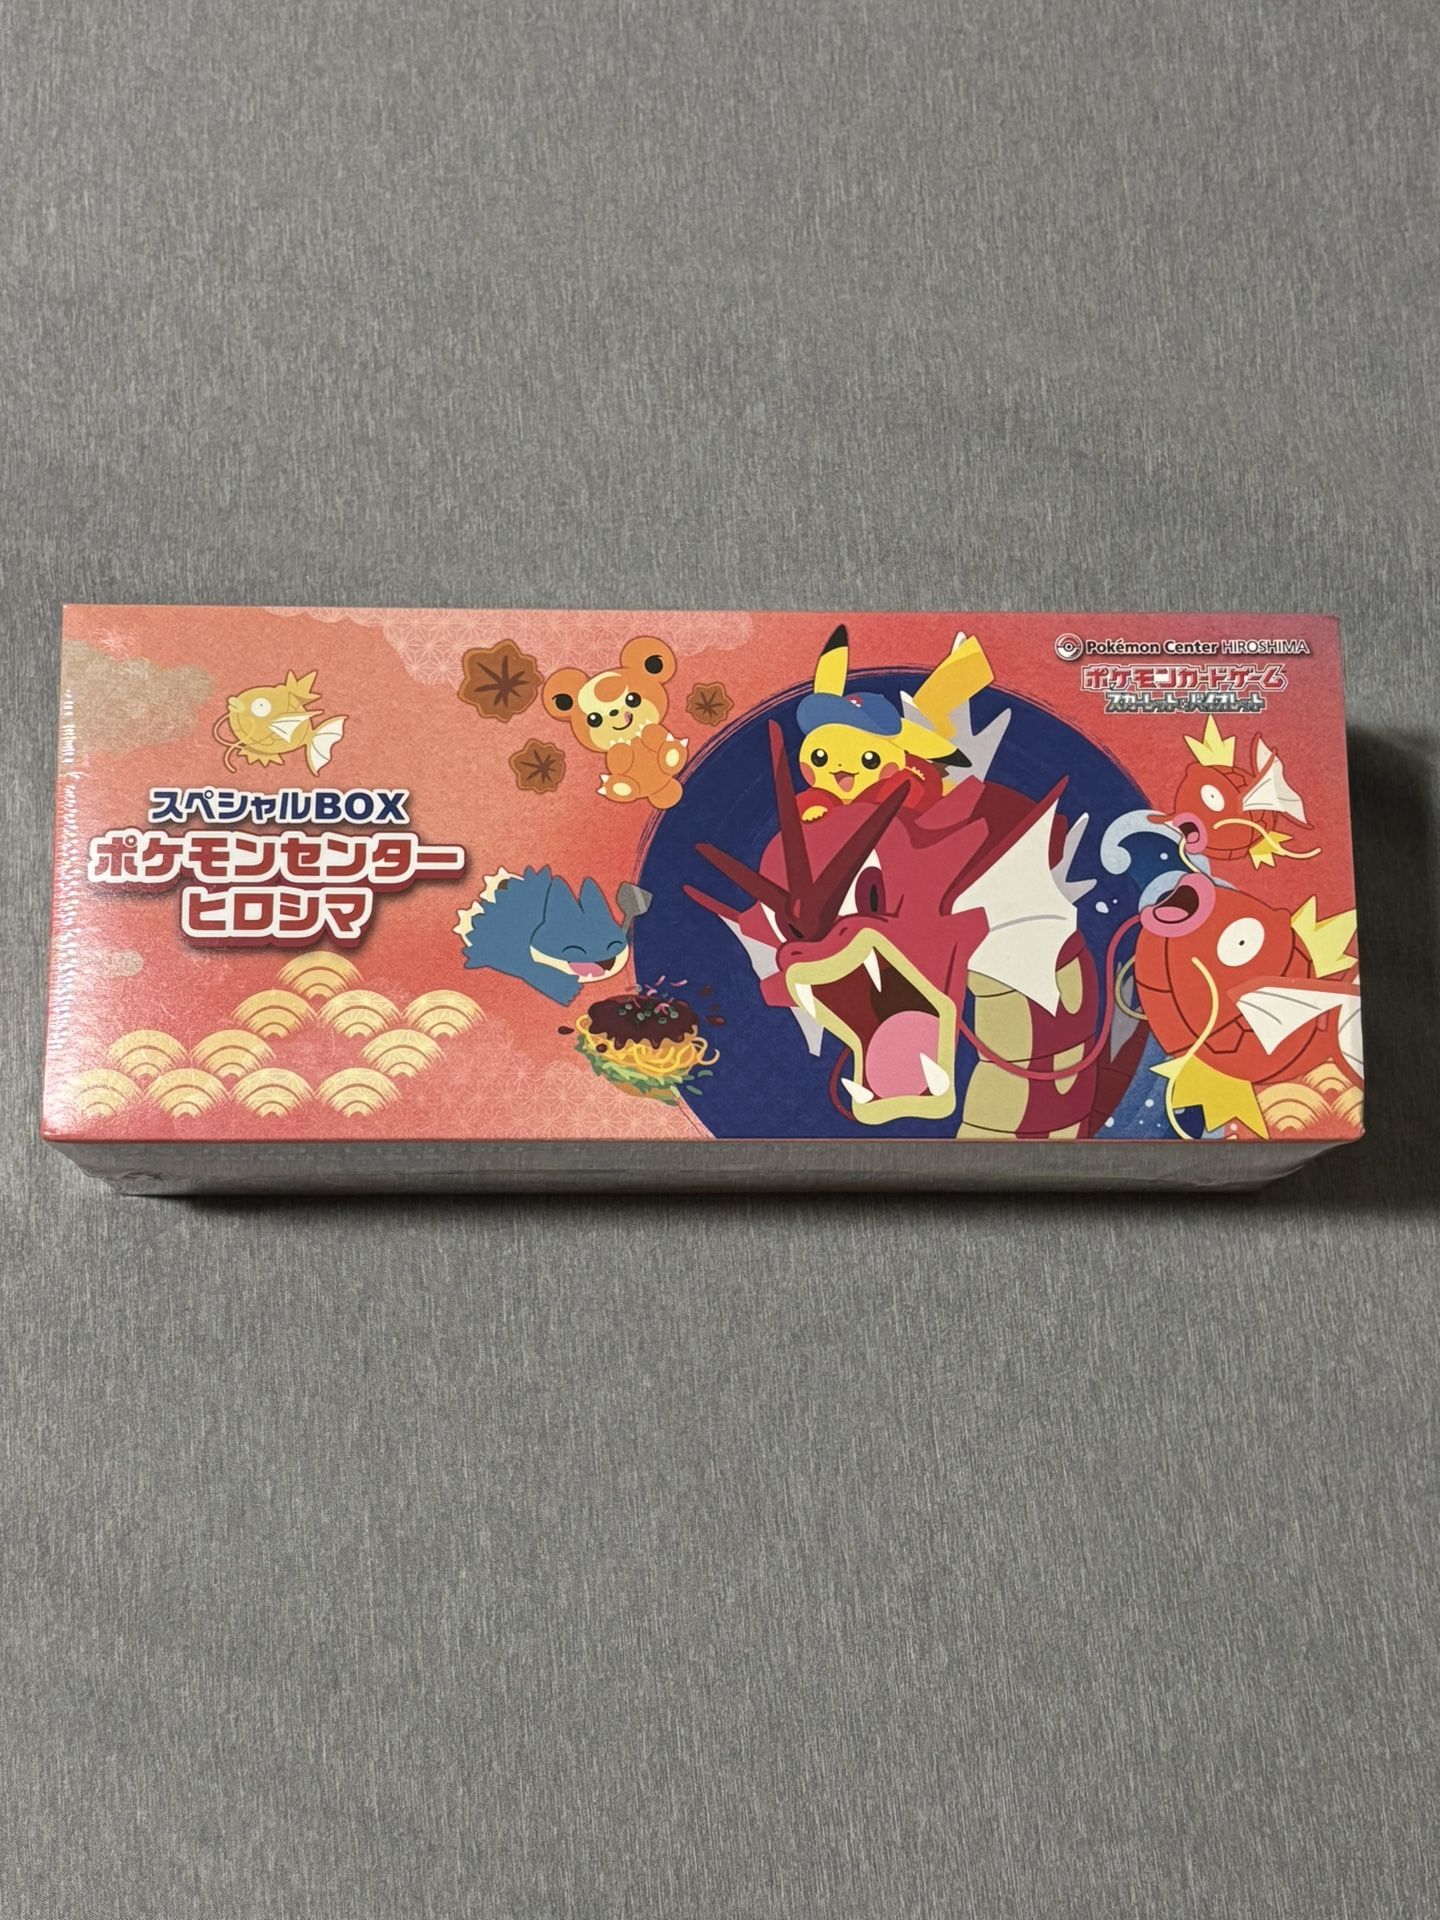 Pokémon Center HIROSHIMA
ポケモンカードゲーム
スカーレット&バイオレット
スペシャルBOX
ポケモンセンター
ヒロシマ